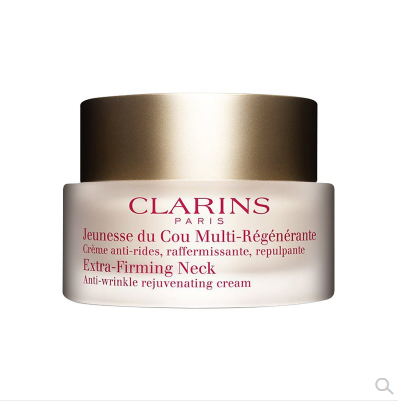 CLARINS
PARIS
Jeunesse du Cou Multi-Régénérante
Crème anti-rides, raffermissante, repulpante
Extra-Firming Neck
Anti-wrinkle rejuvenating cream